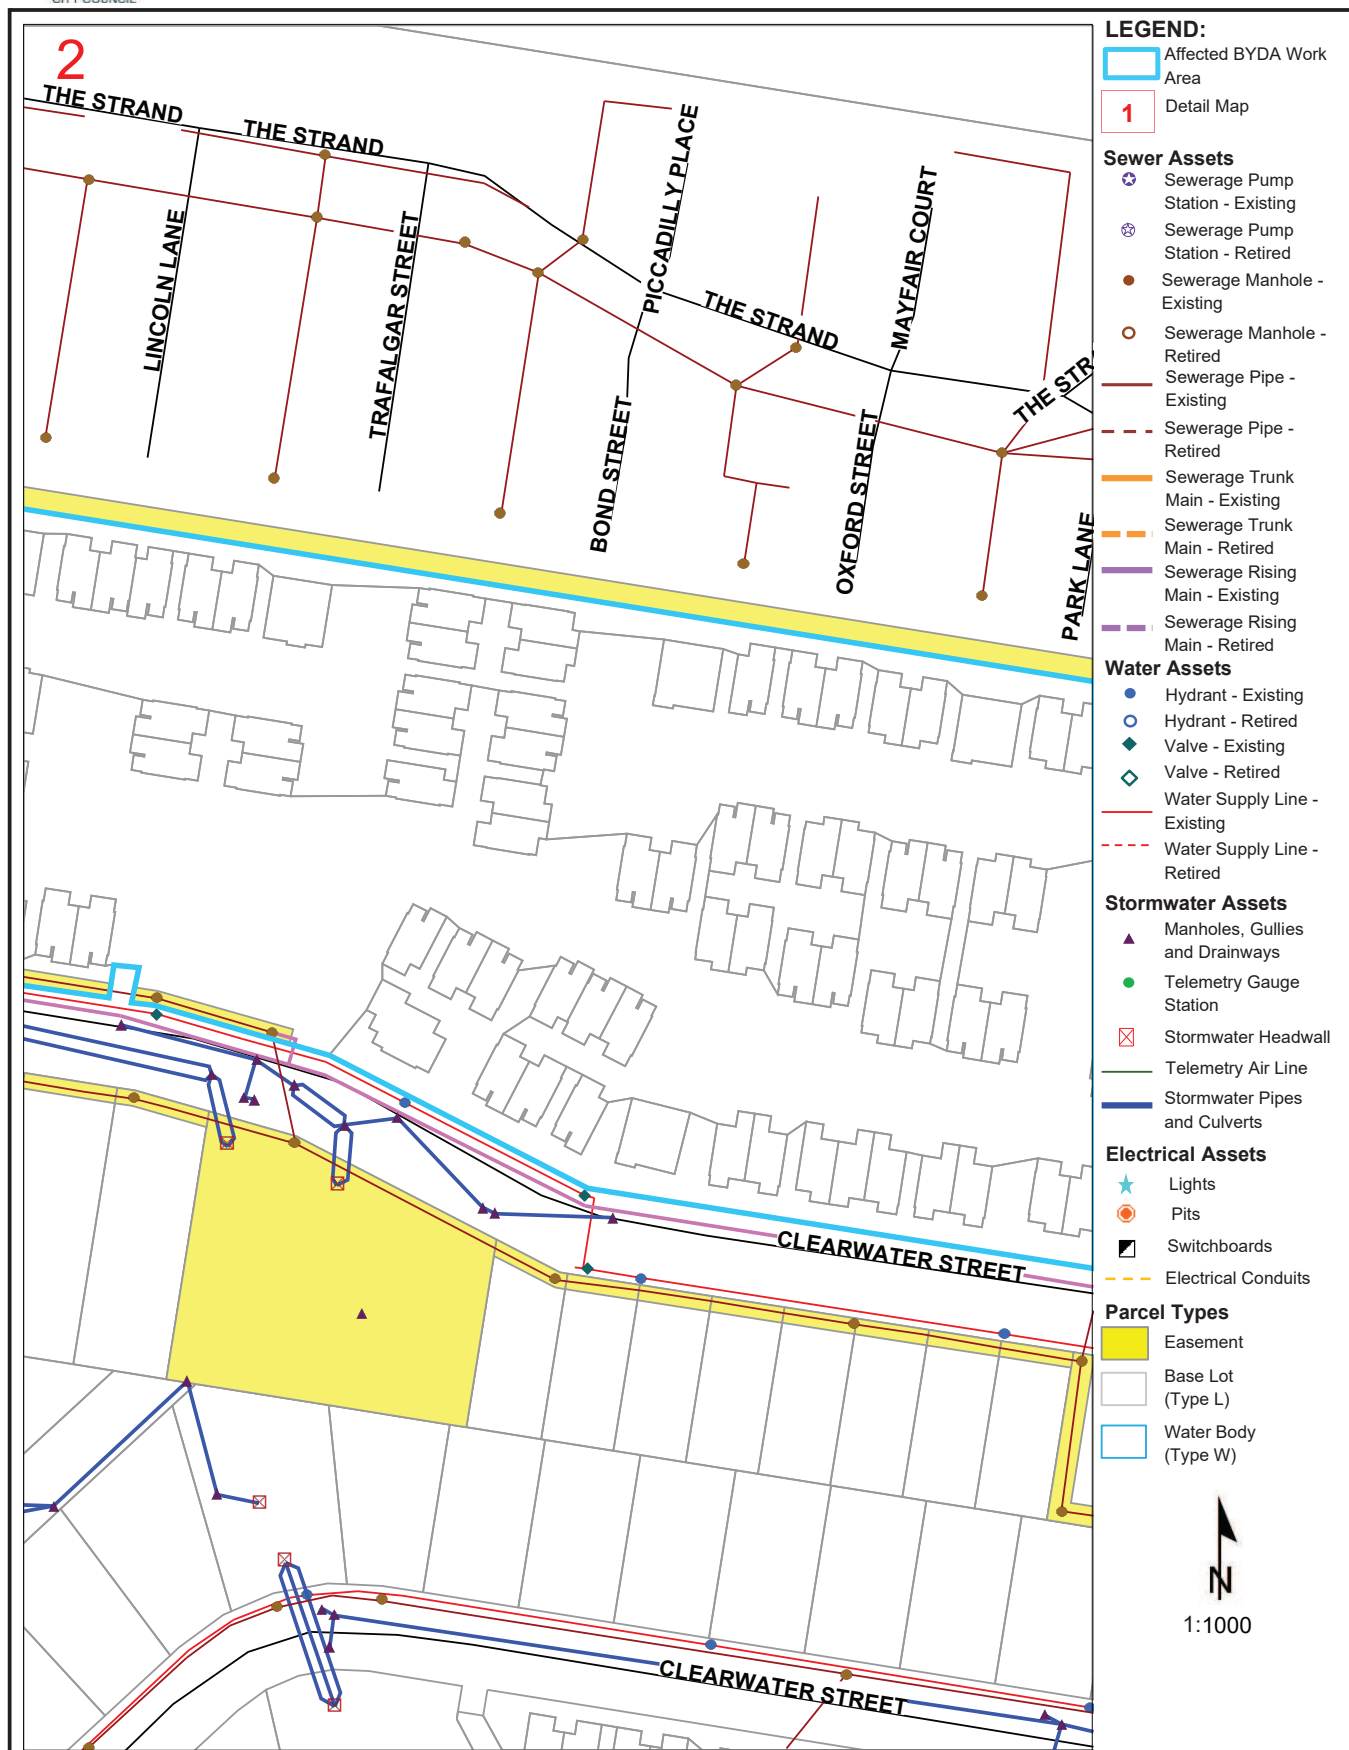 CITY COUNCIL
2
THE STRAND
THE STRAND
PICCADILLY PLACE
MAYFAIR COURT
LINCOLN LANE
TRAFALGAR STREET
THE STRAND
THE STR
BOND STREET
OXFORD STREET
PARK LANE
CLEARWATER STREET
CLEARWATER STREET
LEGEND:
Affected BYDA Work
Area
1
Detail Map
Sewer Assets
Sewerage Pump
Station - Existing
Sewerage Pump
Station - Retired
Sewerage Manhole -
Existing
Sewerage Manhole -
Retired
Sewerage Pipe -
Existing
Sewerage Pipe -
Retired
Sewerage Trunk
Main - Existing
Sewerage Trunk
Main - Retired
Sewerage Rising
Main - Existing
Sewerage Rising
Main - Retired
Water Assets
Hydrant - Existing
Hydrant - Retired
Valve - Existing
Valve - Retired
Water Supply Line -
Existing
Water Supply Line -
Retired
Stormwater Assets
Manholes, Gullies
and Drainways
Telemetry Gauge
Station
Stormwater Headwall
Telemetry Air Line
Stormwater Pipes
and Culverts
Electrical Assets
Lights
Pits
Switchboards
Electrical Conduits
Parcel Types
Easement
Base Lot
(Type L)
Water Body
(Type W)
N
1:1000